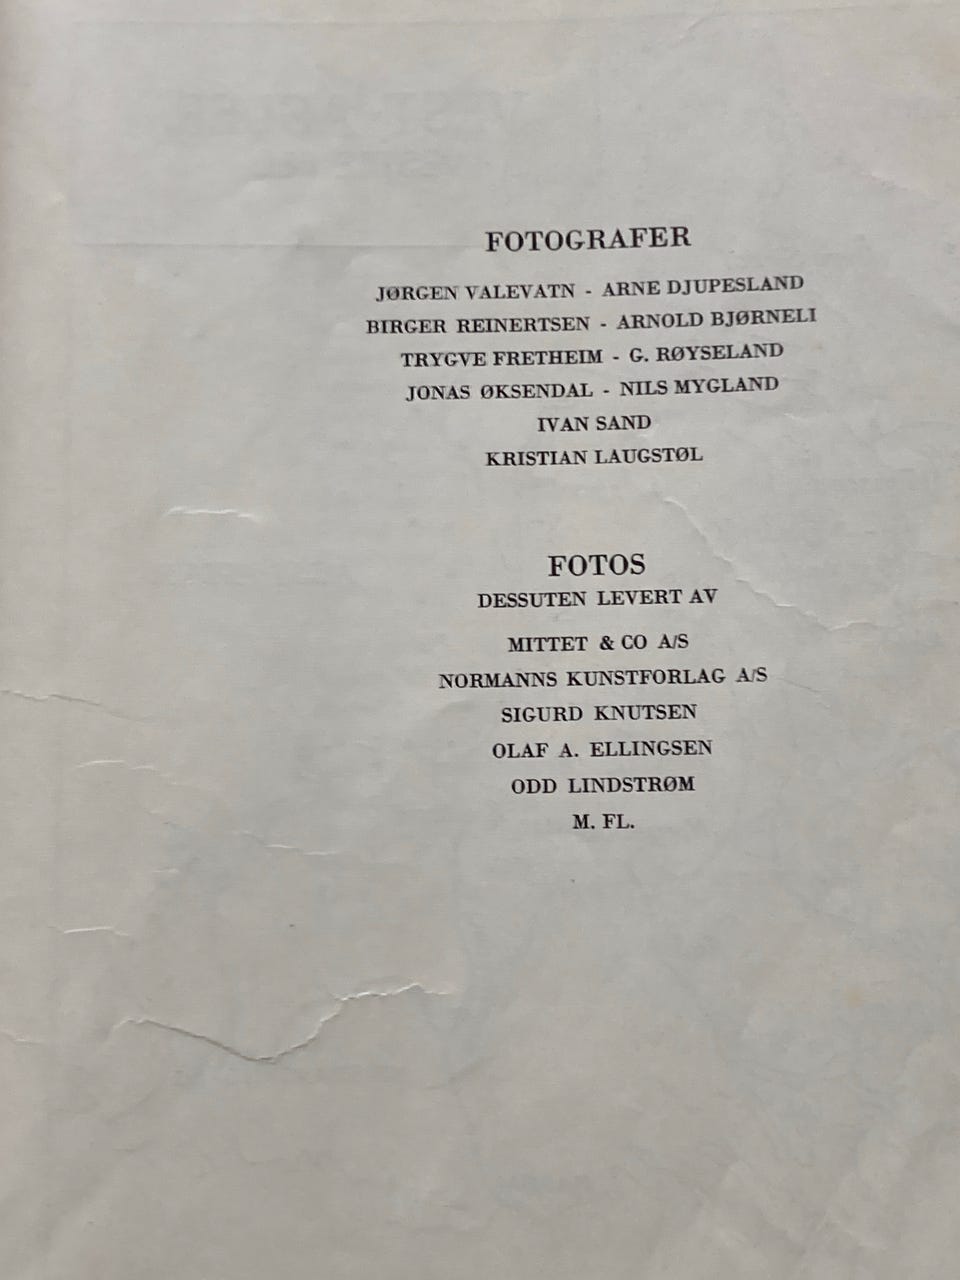 FOTOGRAFER
JØRGEN VALEVATN - ARNE DJUPESLAND
BIRGER REINERTSEN - ARNOLD BJØRNELI
TRYGVE FRETHEIM - G. RØYSELAND
JONAS ØKSENDAL - NILS MYGLAND
IVAN SAND
KRISTIAN LAUGSTØL
FOTOS
DESSUTEN LEVERT AV
MITTET & CO A/S
NORMANNS KUNSTFORLAG A/S
SIGURD KNUTSEN
OLAF A. ELLINGSEN
ODD LINDSTRØM
M. FL.